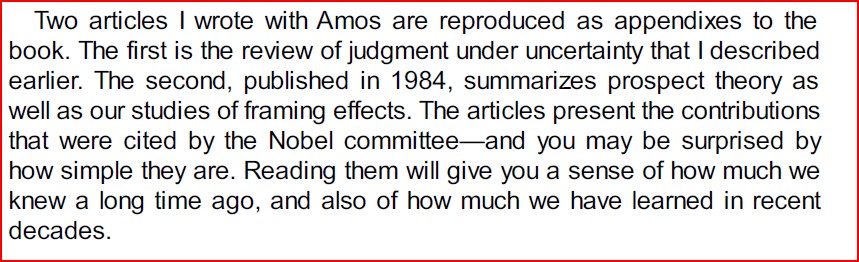 Two articles I wrote with Amos are reproduced as appendixes to the
book. The first is the review of judgment under uncertainty that I described
earlier. The second, published in 1984, summarizes prospect theory as
well as our studies of framing effects. The articles present the contributions
that were cited by the Nobel committee—and you may be surprised by
how simple they are. Reading them will give you a sense of how much we
knew a long time ago, and also of how much we have learned in recent
decades.